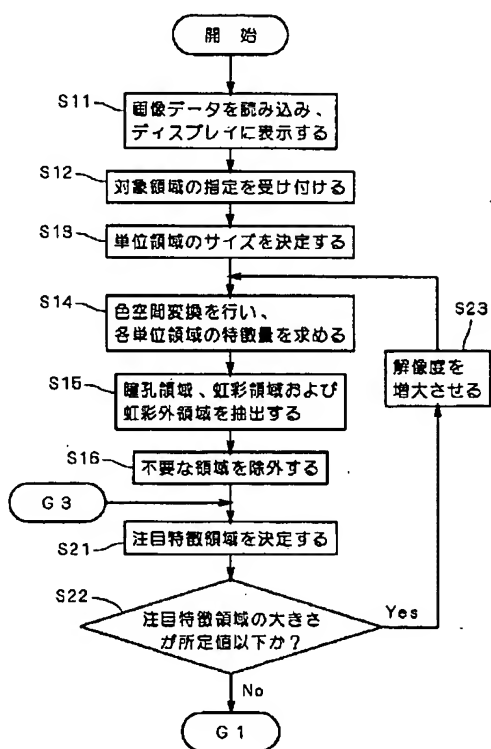 開始
S11
画像データを読み込み、
ディスプレイに表示する
S12
対象領域の指定を受け付ける
S13
単位領域のサイズを決定する
S14
色空間変換を行い、
各単位領域の特徴量を求める
S23
解像度を
増大させる
S15
瞳孔領域、虹彩領域および
虹彩外領域を抽出する
S16
不要な領域を除外する
G3
S21
注目特徴領域を決定する
S22
注目特徴領域の大きさ
が所定値以下か?
Yes
No
G1